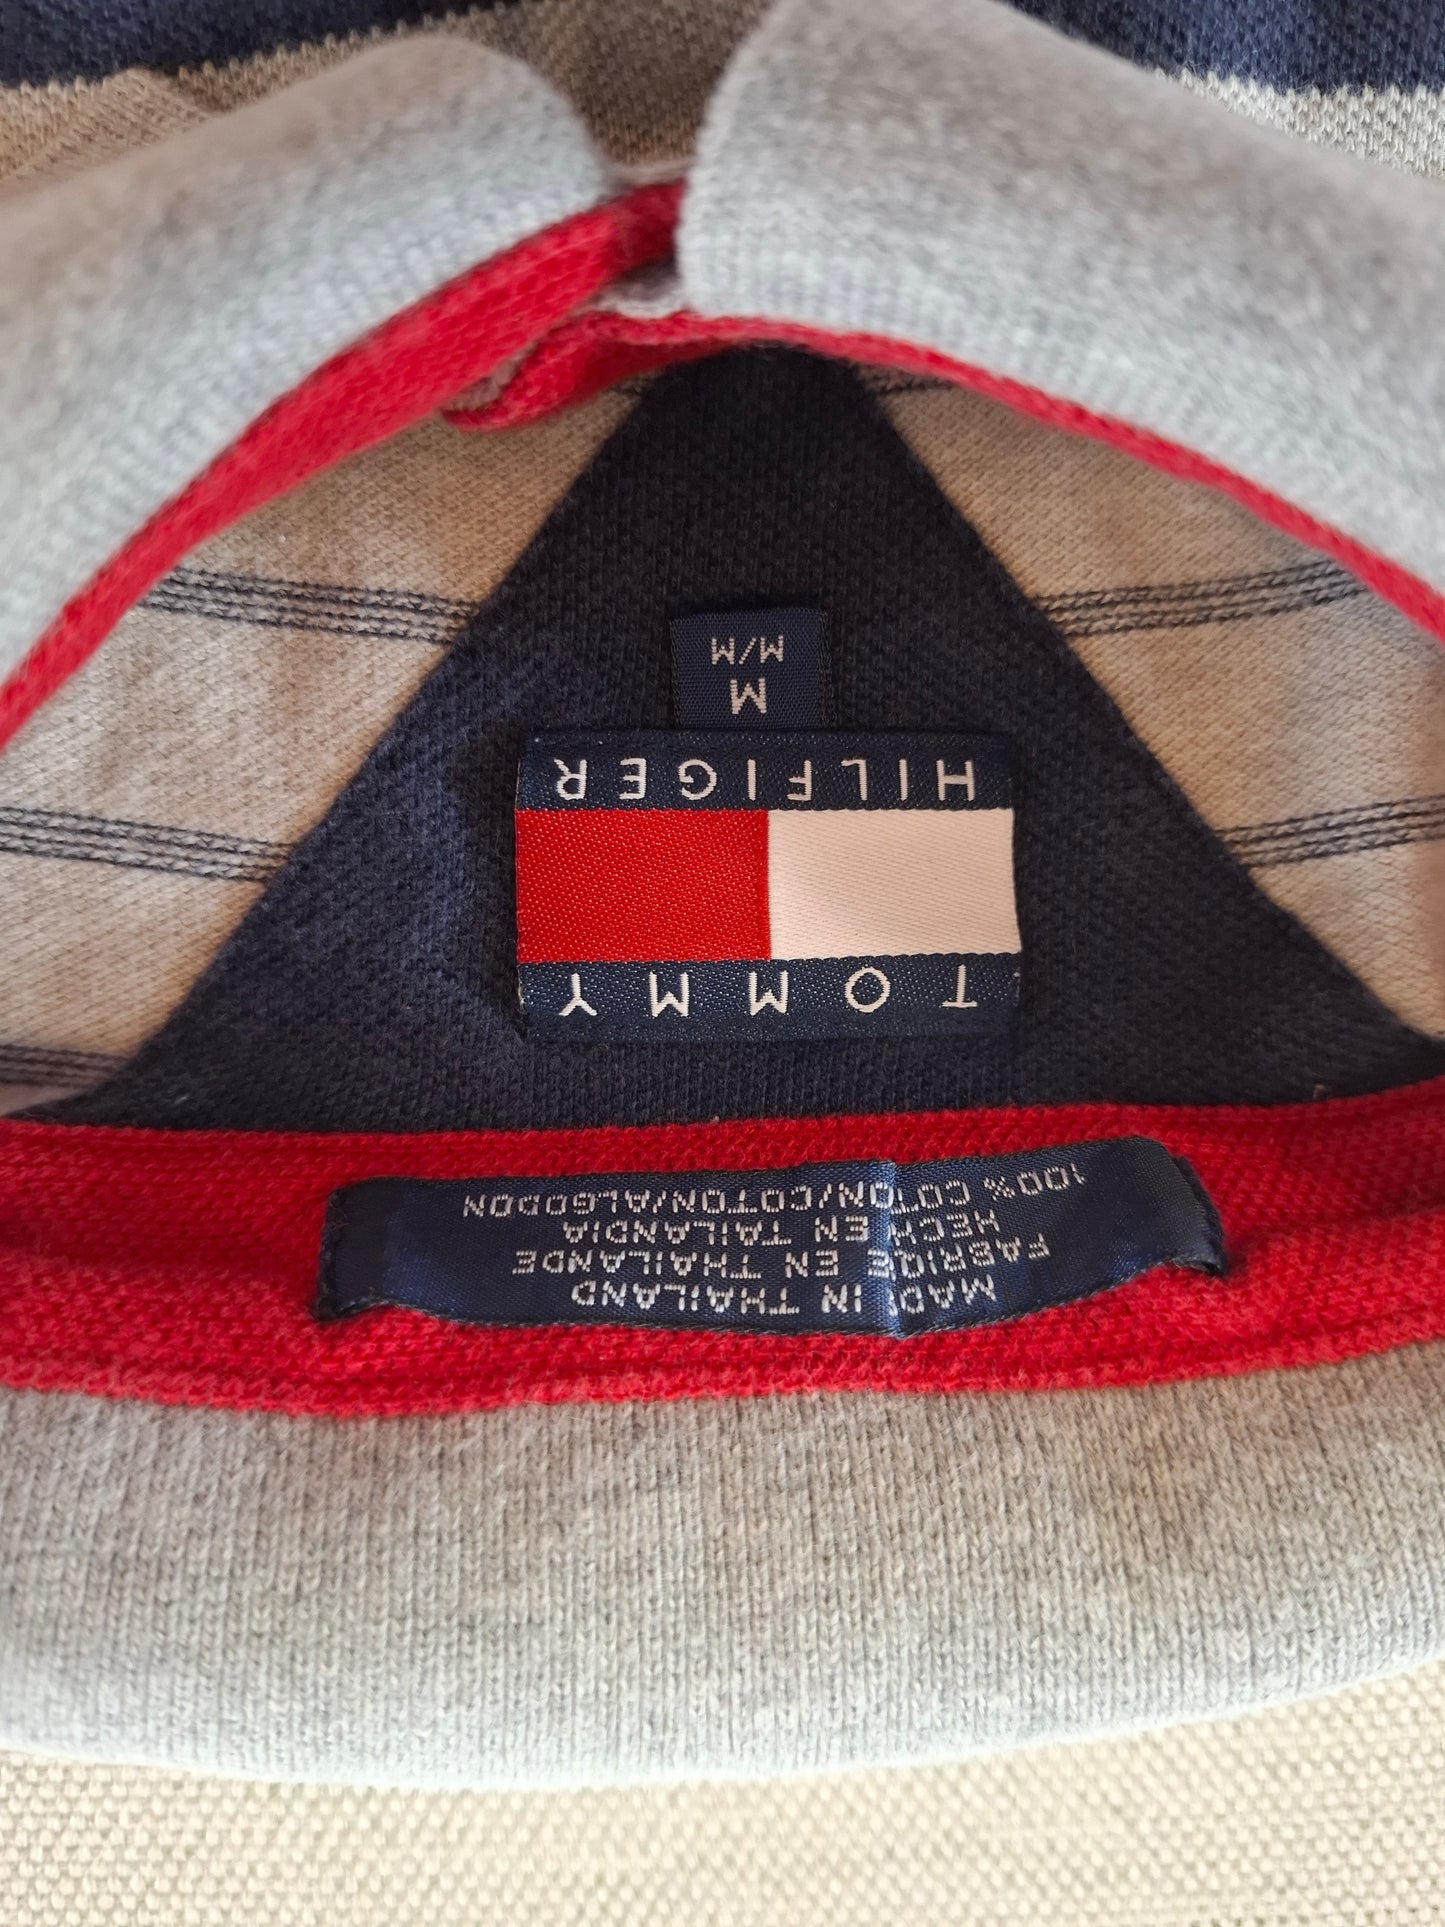 MADE IN THAILAND
FABRIQUE EN THAILANDE
HECHO EN TAILANDIA
100% COTTON/COTON/ALGODON
TOMMY
HILFIGER
M
M/M